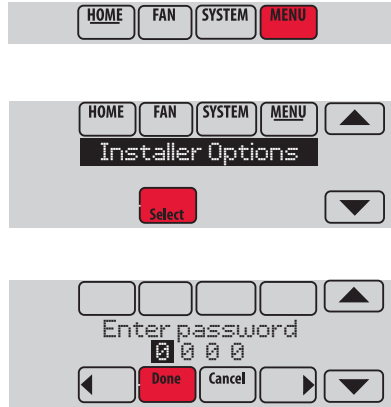 HOME FAN SYSTEM MENU
HOME FAN SYSTEM MENU
Installer Options
Select
Enter password
0 0 0 0
Done Cancel